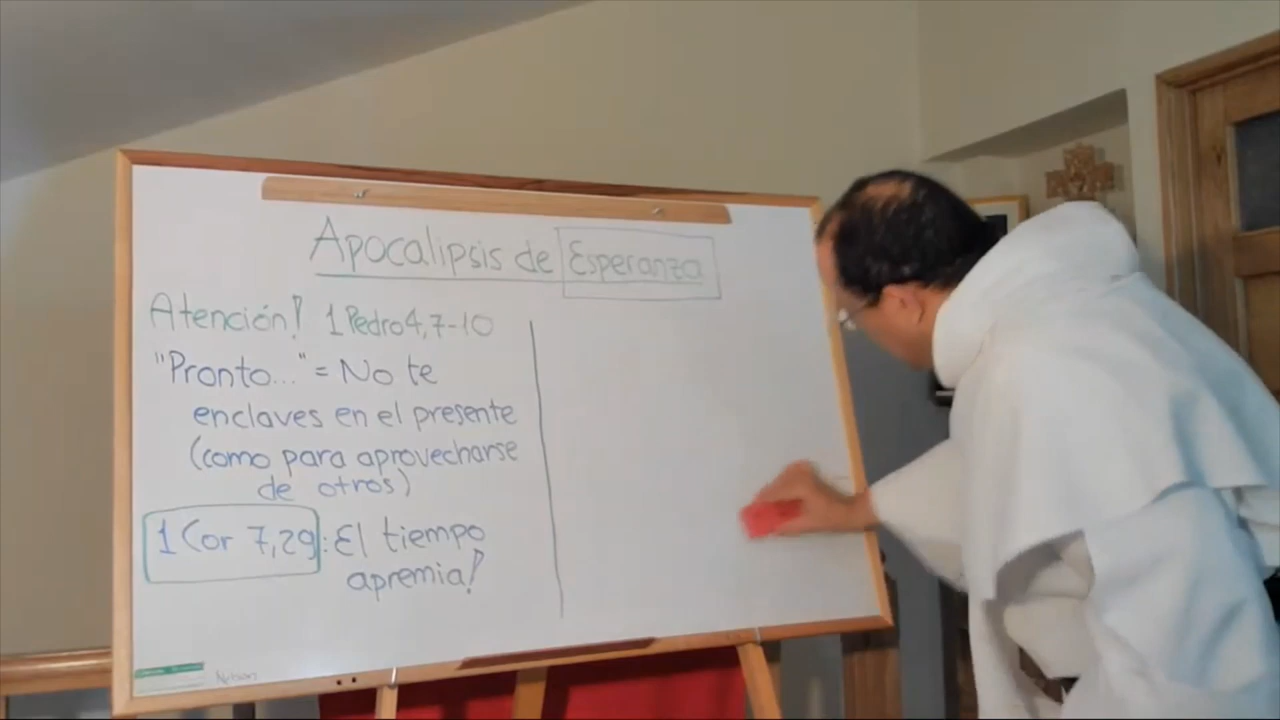 Apocalipsis de Esperanza
Atención! 1 Pedro 4,7-10
"Pronto..." = No te
enclaves en el presente
(como para aprovecharse
de otros)
1 Cor 7,29: El tiempo
apremia!